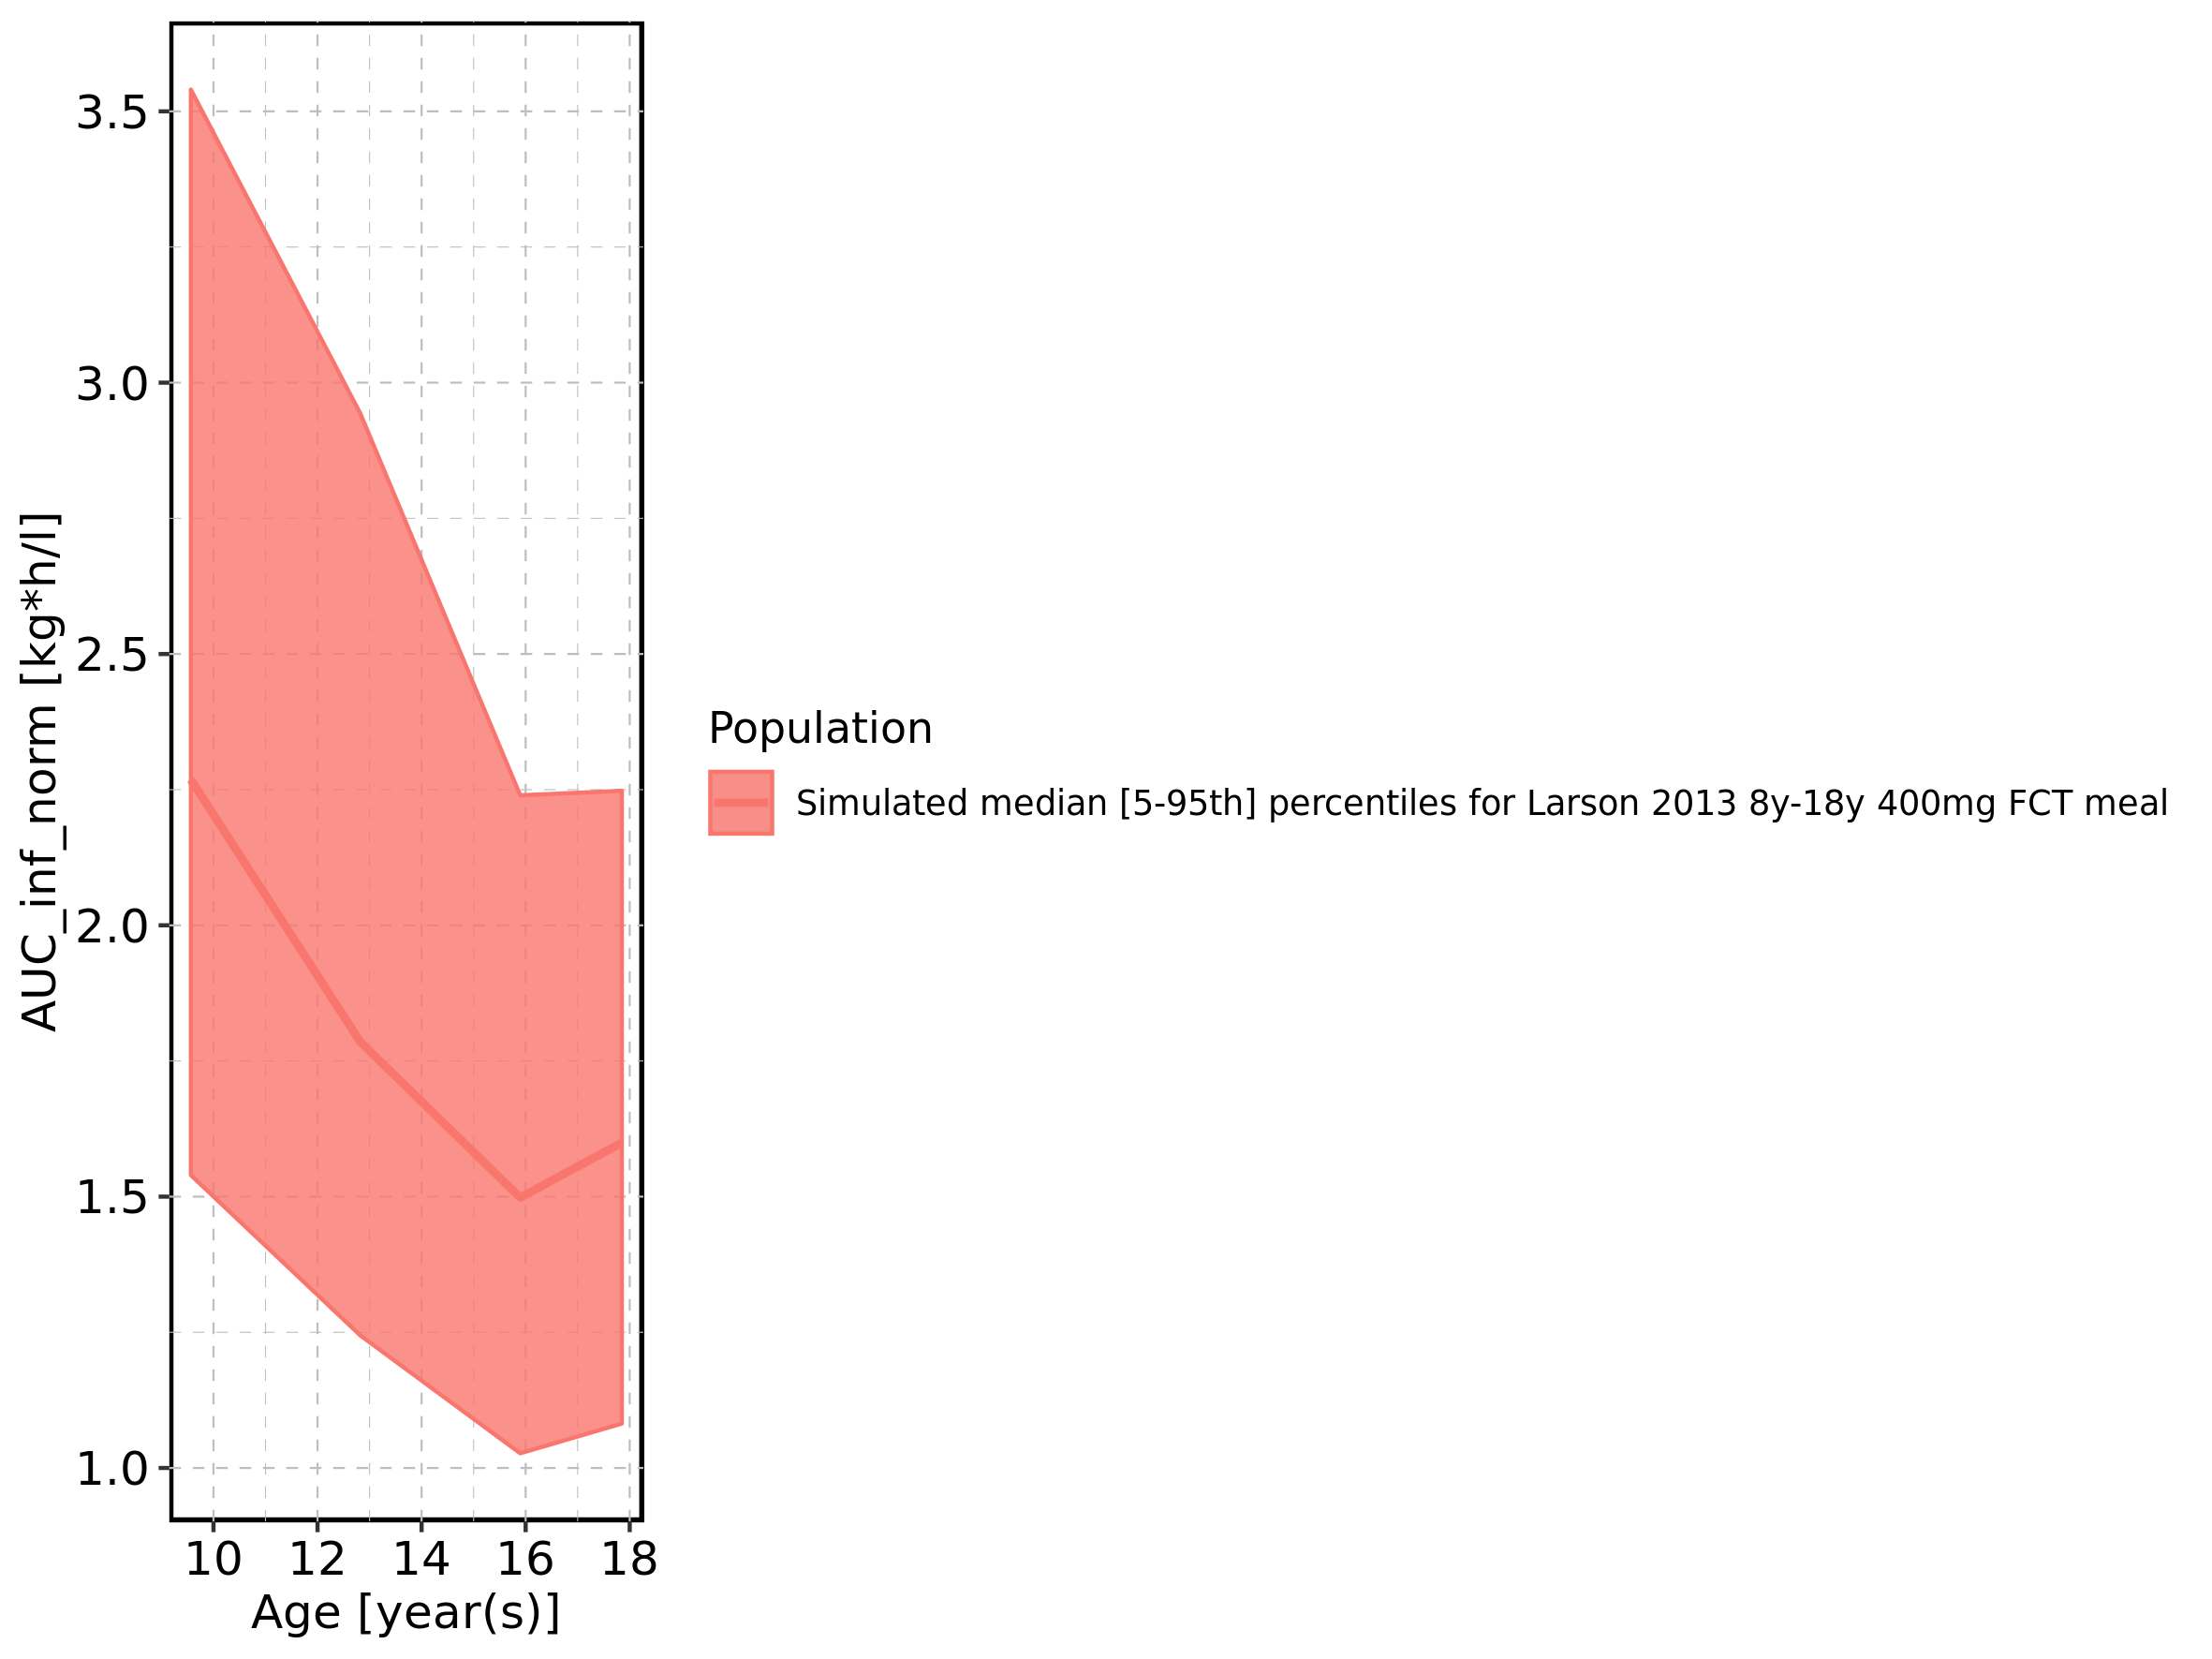 AUC_inf_norm [kg*h/l]
3.5
3.0
2.5
2.0
1.5
1.0
10 12 14 16 18
Age [year(s)]
Population
Simulated median [5-95th] percentiles for Larson 2013 8y-18y 400mg FCT meal